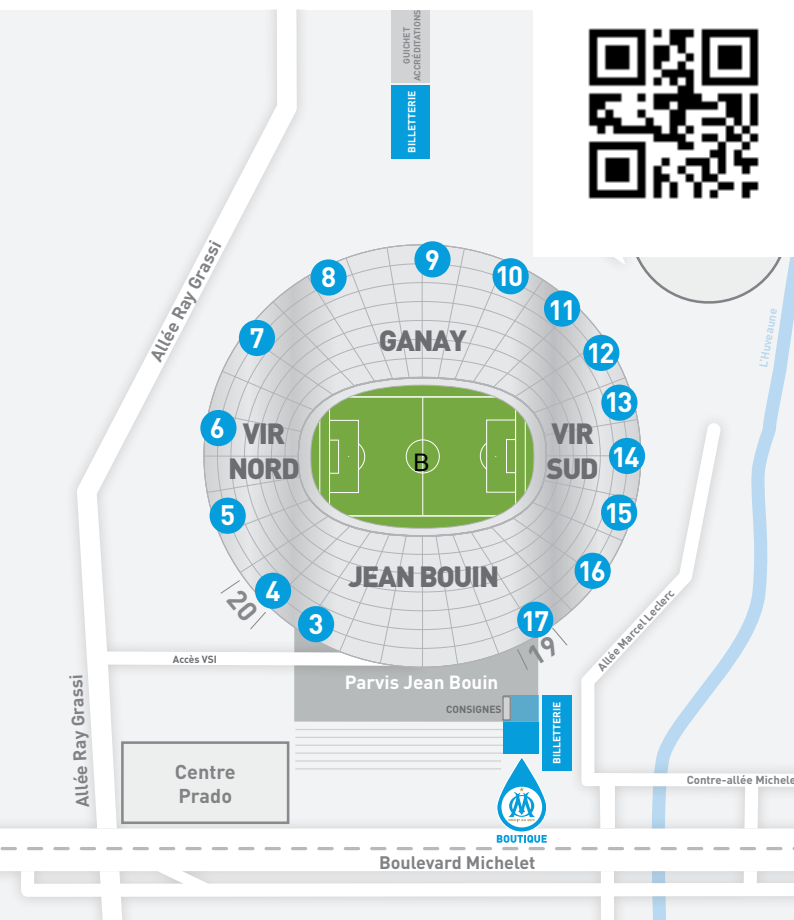 GUICHET
ACCRÉDITATIONS
BILLETTERIE
Allée Ray Grassi
8
9
10
11
7
12
L'Huveaune
GANAY
13
6
VIR
NORD
B
VIR
SUD
14
5
15
16
JEAN BOUIN
4
20
3
17
19
Allée Marcel Leclerc
Accès VSI
Parvis Jean Bouin
CONSIGNES
BILLETTERIE
Allée Ray Grassi
Centre
Prado
Contre-allée Michele
BOUTIQUE
Boulevard Michelet